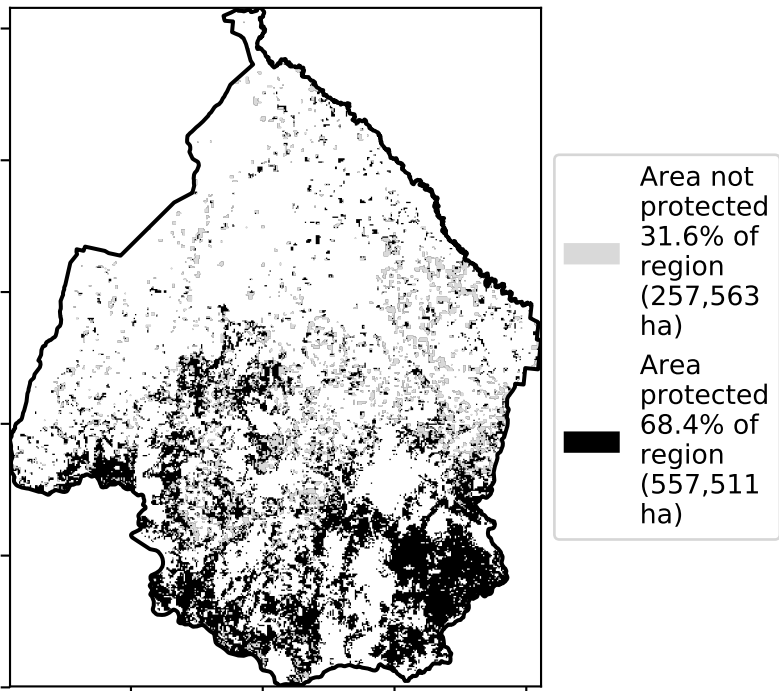 Area not
protected
31.6% of
region
(257,563
ha)
Area
protected
68.4% of
region
(557,511
ha)